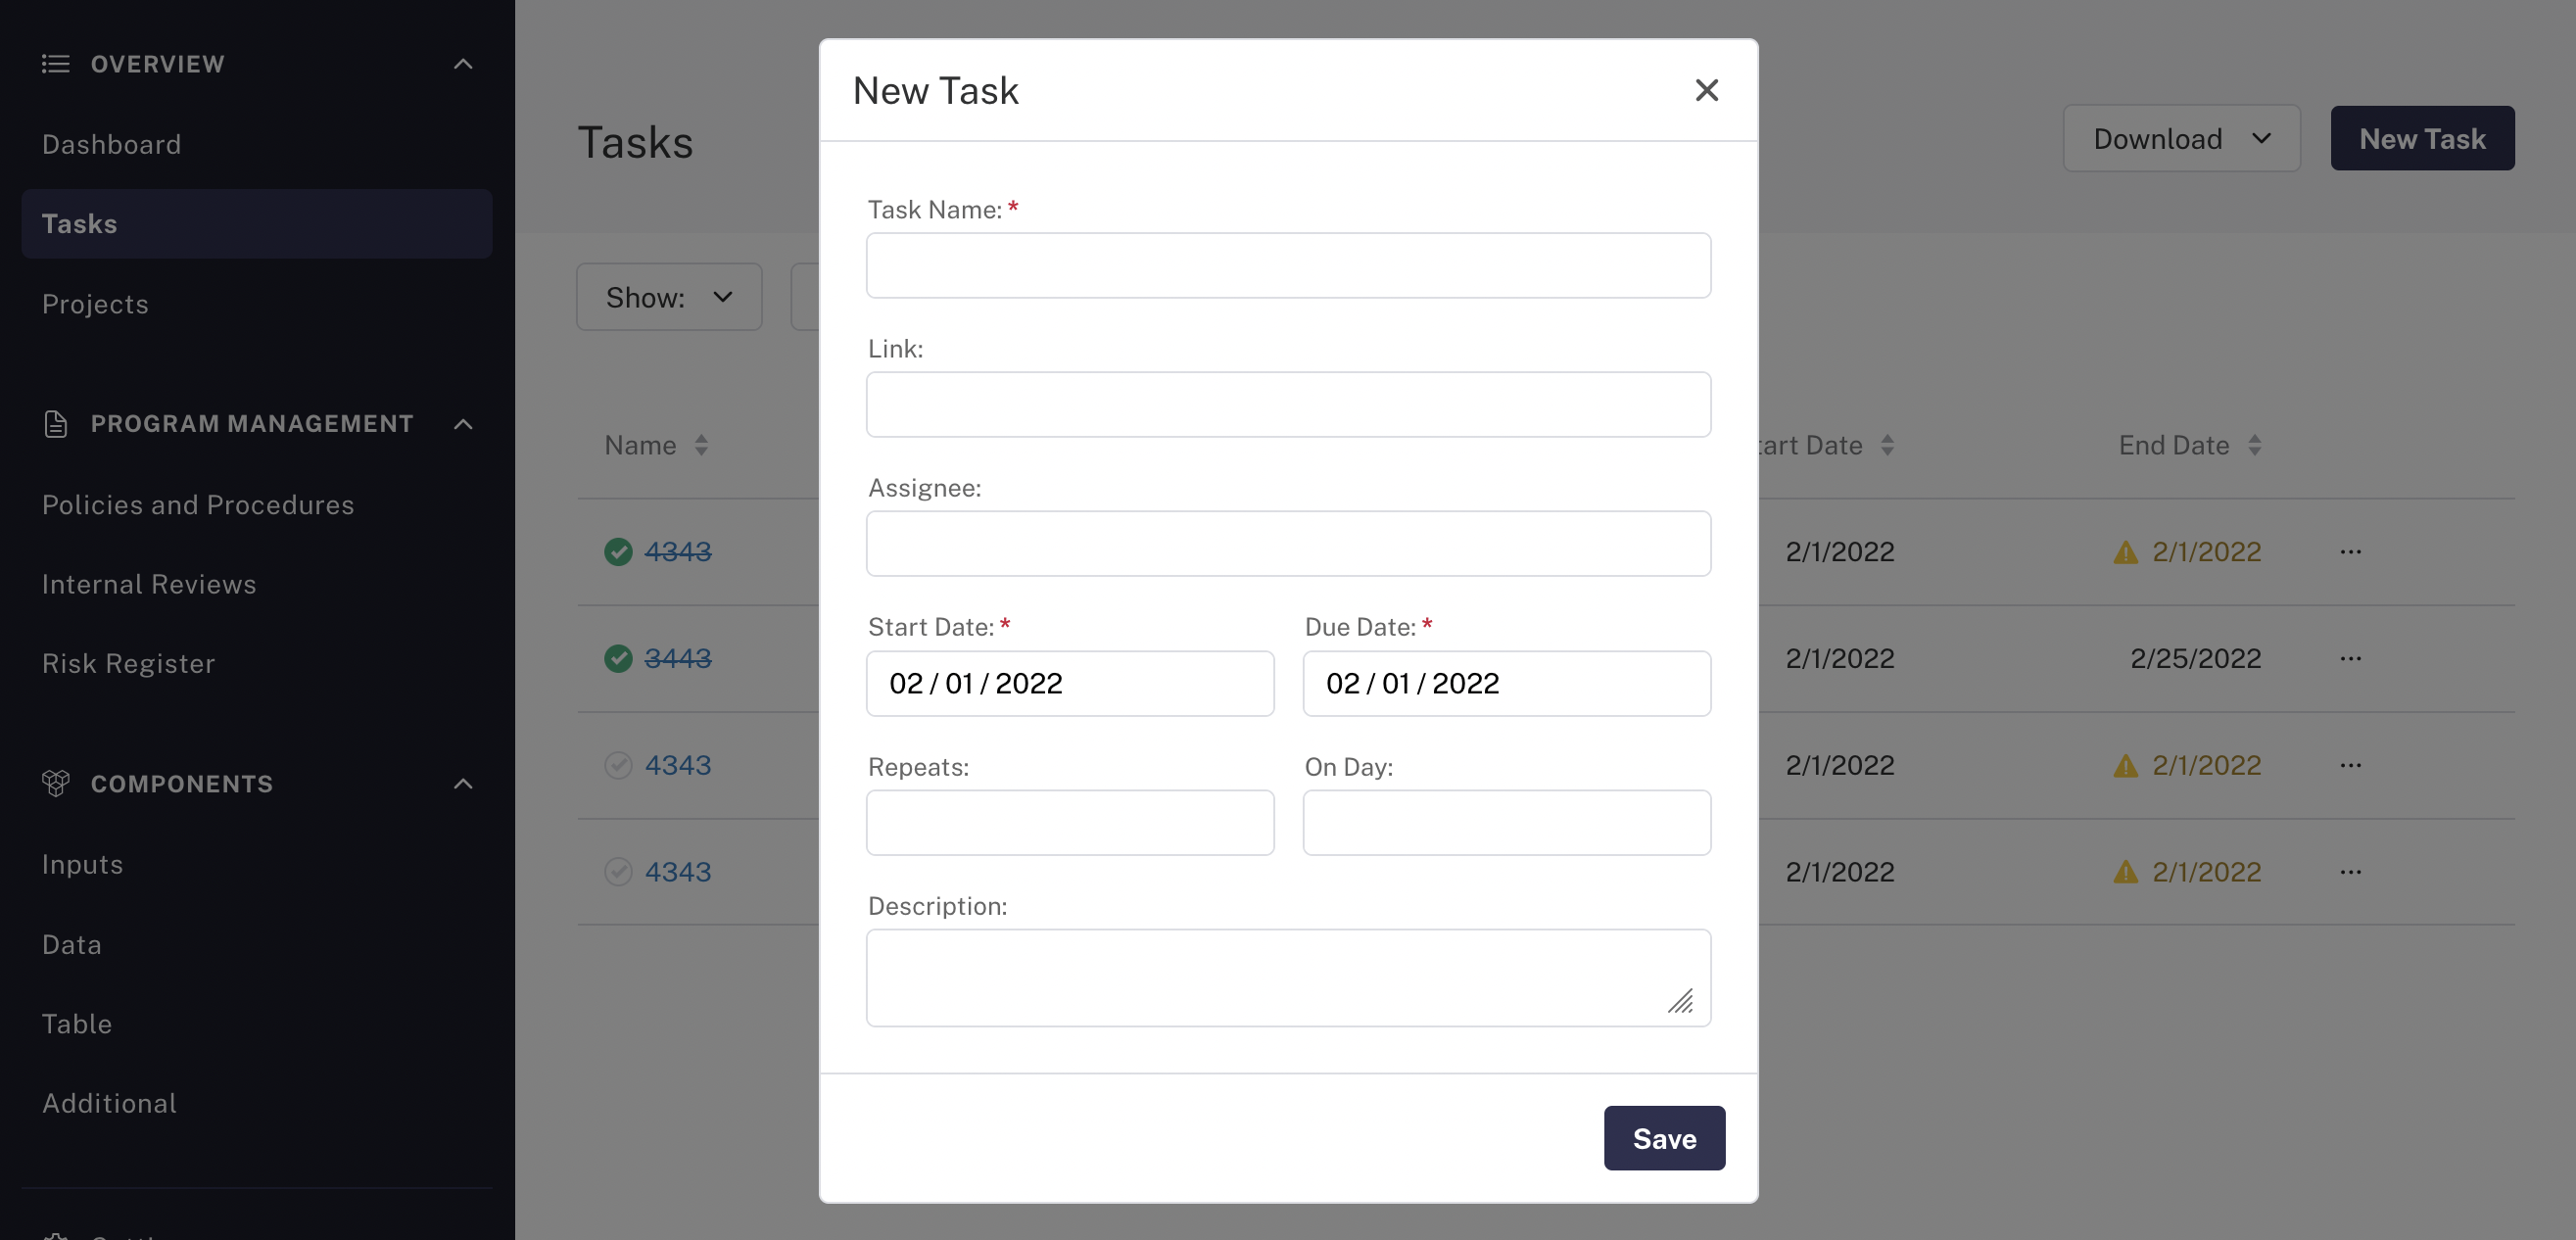 OVERVIEW
Dashboard
Tasks
Projects
PROGRAM MANAGEMENT
Policies and Procedures
Internal Reviews
Risk Register
COMPONENTS
Inputs
Data
Table
Additional
Tasks
Download
New Task
Show:
Name
art Date
End Date
4343
2/1/2022
2/1/2022
3443
2/1/2022
2/25/2022
4343
2/1/2022
2/1/2022
4343
2/1/2022
2/1/2022
New Task
Task Name: *
Link:
Assignee:
Start Date: *
Due Date: *
02 / 01 / 2022
02 / 01 / 2022
Repeats:
On Day:
Description:
Save